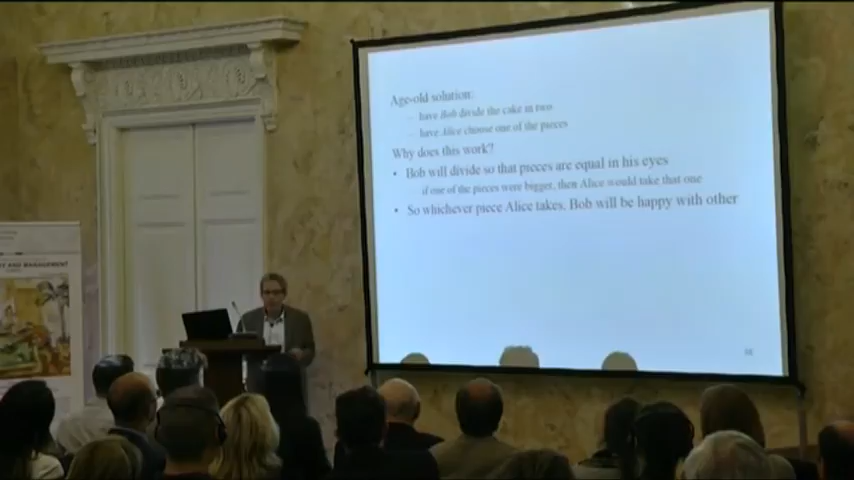 AND MANAGEMENT
Age-old solution:
– have Bob divide the cake in two
– have Alice choose one of the pieces
Why does this work?
• Bob will divide so that pieces are equal in his eyes
if one of the pieces were bigger, then Alice would take that one
• So whichever piece Alice takes, Bob will be happy with other